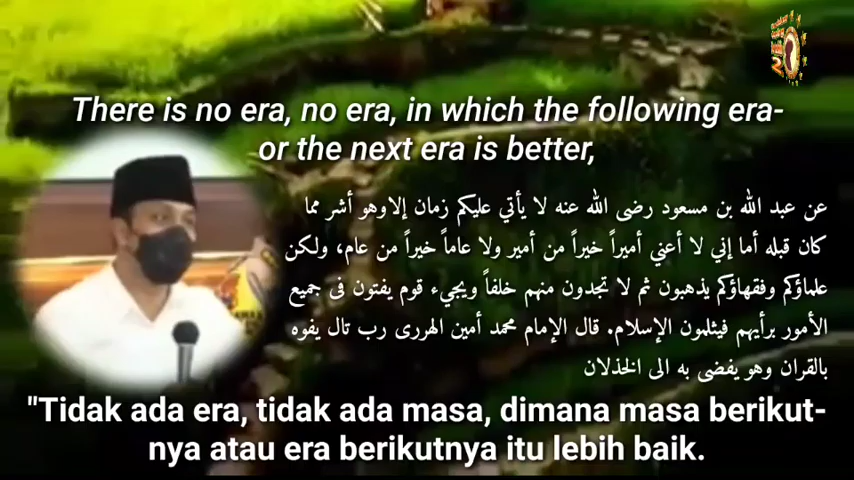 There is no era, no era, in which the following era-
or the next era is better,
عن عبد الله بن مسعود رضى الله عنه لا يأتي عليكم زمان إلاوهو أشر مما
كان قبله أما إني لا أعني أميراً خيراً من أمير ولا عاماً خيراً من عام، ولكن
علماؤكم وفقهاؤكم يذهبون ثم لا تجدون منهم خلفاً ويجيء قوم يفتون فى جميع
الأمور برأيهم فيثلمون الإسلام. قال الإمام محمد أمين الهررى رب تال يفوه
بالقران وهو يفضى به الى الخذلان
"Tidak ada era, tidak ada masa, dimana masa berikut-
nya atau era berikutnya itu lebih baik.